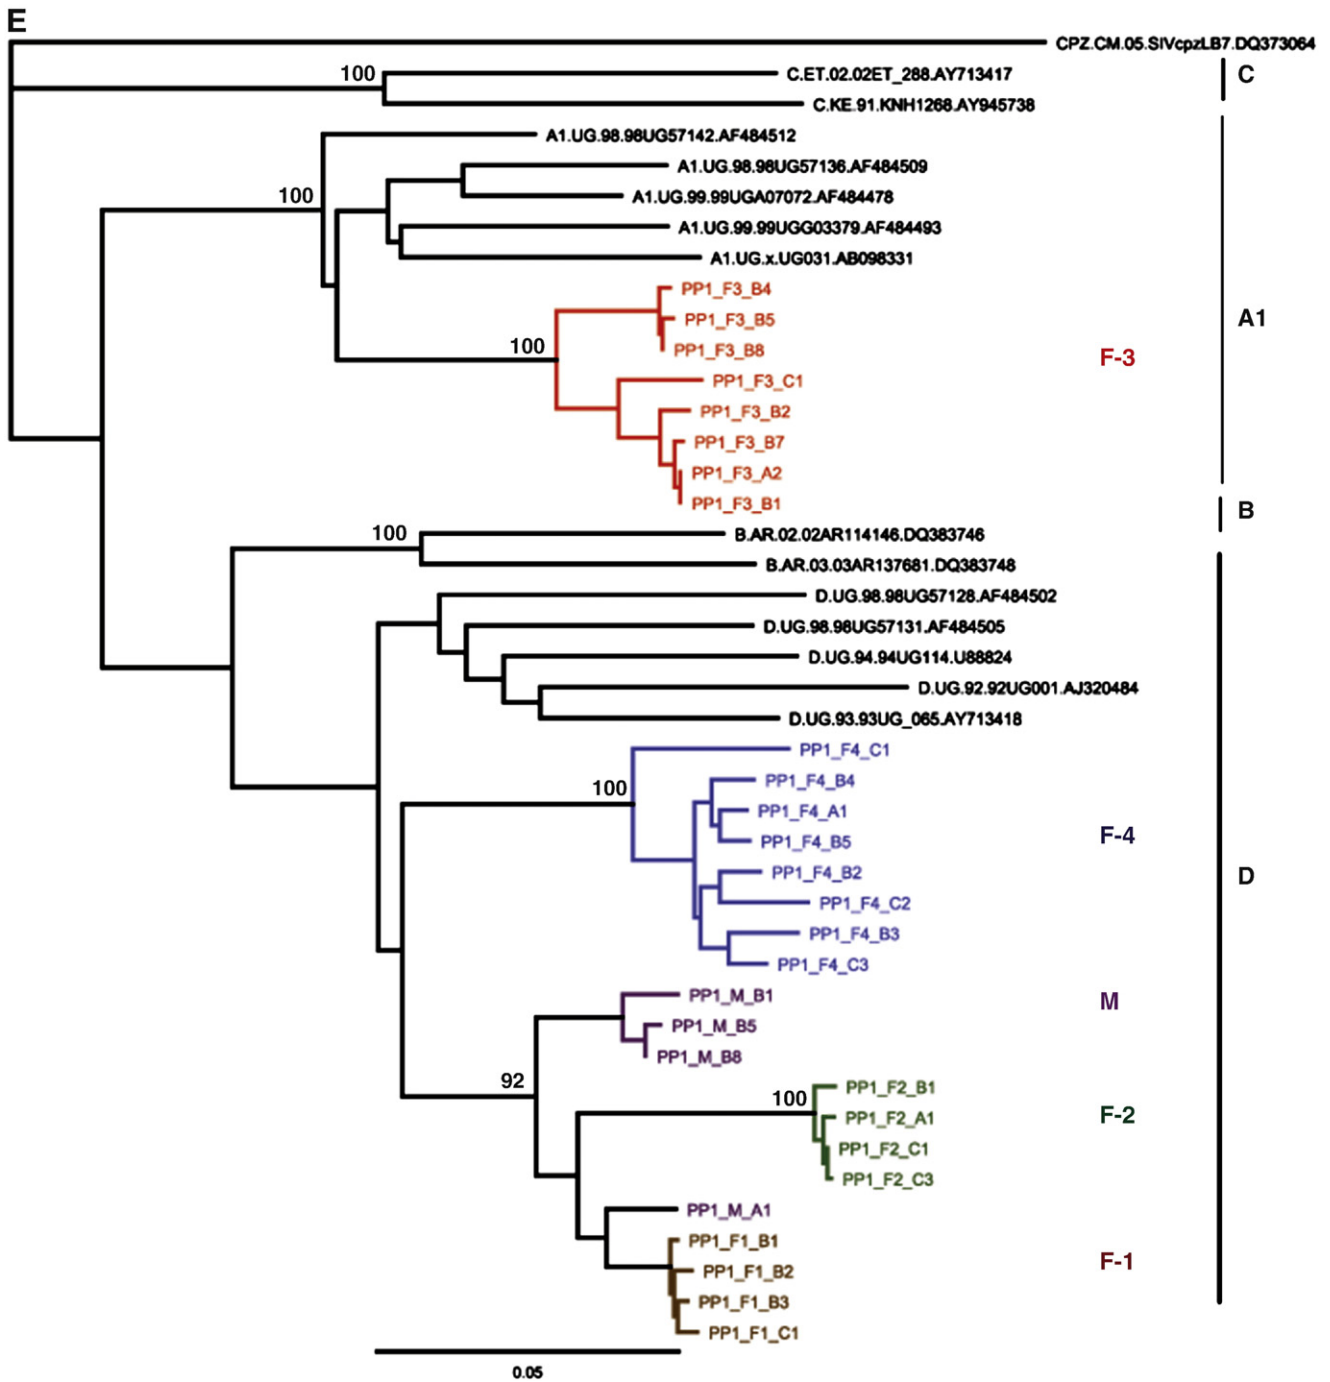 E
CPZ.CM.05.SIVcpzLB7.DQ373064
100
C.ET.02.02ET_288.AY713417
C
C.KE.91.KNH1268.AY945738
A1.UG.98.98UG57142.AF484512
A1.UG.98.98UG57136.AF484509
100
A1.UG.99.99UGA07072.AF484478
A1.UG.99.99UGG03379.AF484493
A1.UG.x.UG031.AB098331
PP1_F3_B4
PP1_F3_B5
A1
100
PP1_F3_B8
F-3
PP1_F3_C1
PP1_F3_B2
PP1_F3_B7
PP1_F3_A2
PP1_F3_B1
B
100
B.AR.02.02AR114146.DQ383746
B.AR.03.03AR137681.DQ383748
D.UG.98.98UG57128.AF484502
D.UG.98.98UG57131.AF484505
D.UG.94.94UG114.U88824
D.UG.92.92UG001.AJ320484
D.UG.93.93UG_065.AY713418
PP1_F4_C1
PP1_F4_B4
100
PP1_F4_A1
F-4
PP1_F4_B5
PP1_F4_B2
D
PP1_F4_C2
PP1_F4_B3
PP1_F4_C3
PP1_M_B1
M
PP1_M_B5
PP1_M_B8
92
PP1_F2_B1
100
PP1_F2_A1
F-2
PP1_F2_C1
PP1_F2_C3
PP1_M_A1
PP1_F1_B1
F-1
PP1_F1_B2
PP1_F1_B3
PP1_F1_C1
0.05